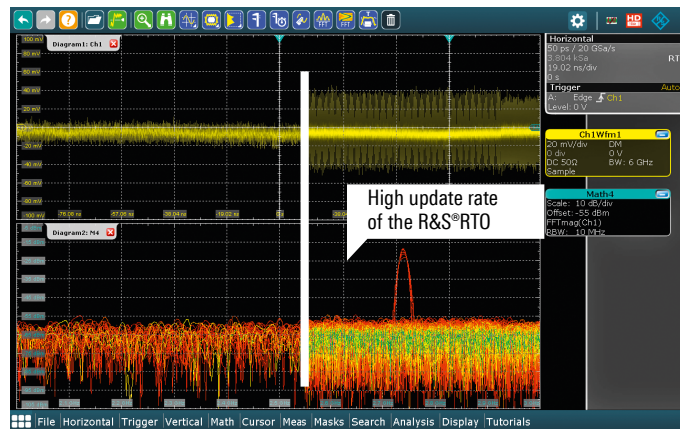 ?
FFT
FFT
HD
Diagram1: Ch1
100 mV
80 mV
60 mV
40 mV
20 mV
-20 mV
-40 mV
-60 mV
-80 mV
-100 mV
-76.08 ns
-57.06 ns
-38.04 ns
-19.02 ns
0 s
Diagram2: M4
High update rate
of the R&S®RTO
Horizontal
50 ps / 20 GSa/s
3.804 kSa RT
19.02 ns/div
0 s
Trigger Auto
A: Edge Ch1
Level: 0 V
Ch1Wfm1
20 mV/div DM
0 div 0 V
DC 50Ω BW: 6 GHz
Sample
Math4
Scale: 10 dB/div
Offset: -55 dBm
FFTmag(Ch1)
RBW: 10 MHz
File Horizontal Trigger Vertical Math Cursor Meas Masks Search Analysis Display Tutorials